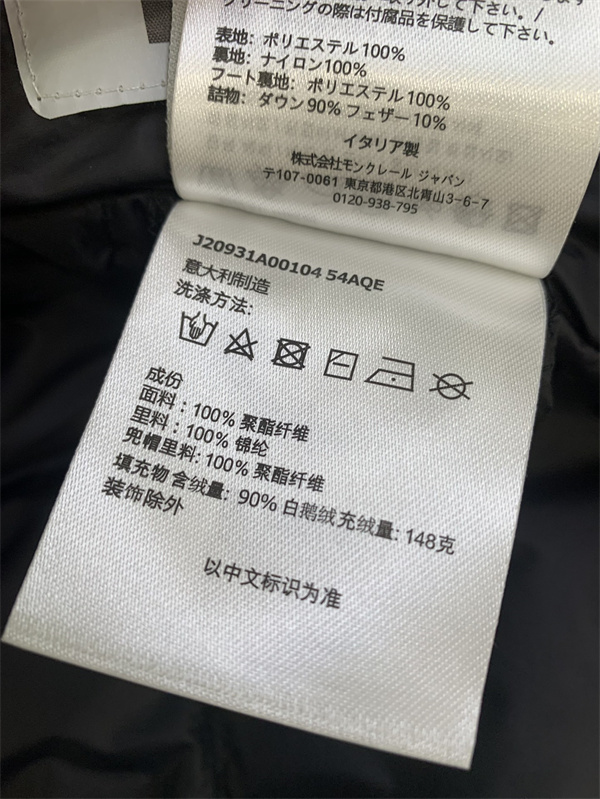 クリーニングの際は付属品を保護して下さい。
表地: ポリエステル100%
裏地: ナイロン100%
フート裏地: ポリエステル100%
詰物: ダウン 90% フェザー 10%
イタリア製
株式会社モンクレール ジャパン
〒107-0061 東京都港区北青山3-6-7
0120-938-795
J20931A00104 54AQE
意大利制造
洗涤方法:
成份
面料 : 100% 聚酯纤维
里料 : 100% 锦纶
兜帽里料: 100% 聚酯纤维
填充物 含绒量: 90% 白鹅绒充绒量: 148克
装饰除外
以中文标识为准